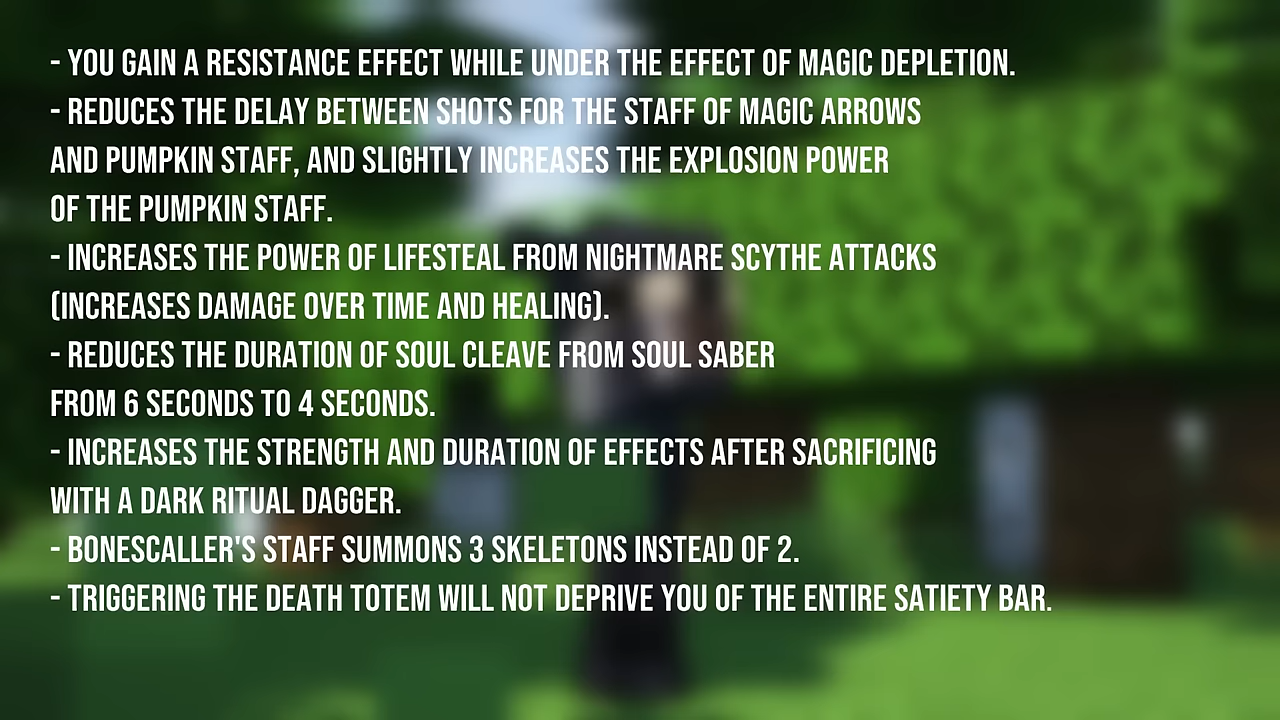 - YOU GAIN A RESISTANCE EFFECT WHILE UNDER THE EFFECT OF MAGIC DEPLETION.
- REDUCES THE DELAY BETWEEN SHOTS FOR THE STAFF OF MAGIC ARROWS
AND PUMPKIN STAFF, AND SLIGHTLY INCREASES THE EXPLOSION POWER
OF THE PUMPKIN STAFF.
- INCREASES THE POWER OF LIFESTEAL FROM NIGHTMARE SCYTHE ATTACKS
(INCREASES DAMAGE OVER TIME AND HEALING).
- REDUCES THE DURATION OF SOUL CLEAVE FROM SOUL SABER
FROM 6 SECONDS TO 4 SECONDS.
- INCREASES THE STRENGTH AND DURATION OF EFFECTS AFTER SACRIFICING
WITH A DARK RITUAL DAGGER.
- BONESCALLER'S STAFF SUMMONS 3 SKELETONS INSTEAD OF 2.
- TRIGGERING THE DEATH TOTEM WILL NOT DEPRIVE YOU OF THE ENTIRE SATIETY BAR.